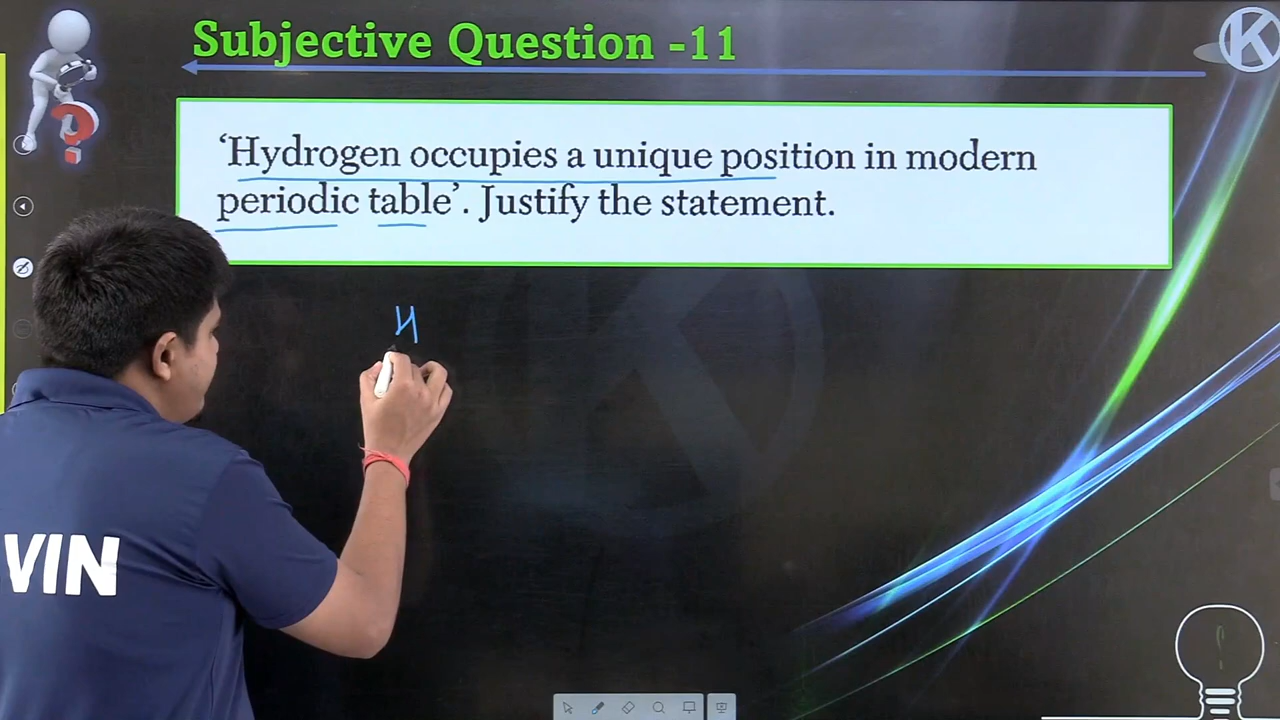 Subjective Question -11
K
‘Hydrogen occupies a unique position in modern
periodic table’. Justify the statement.
H
VIN